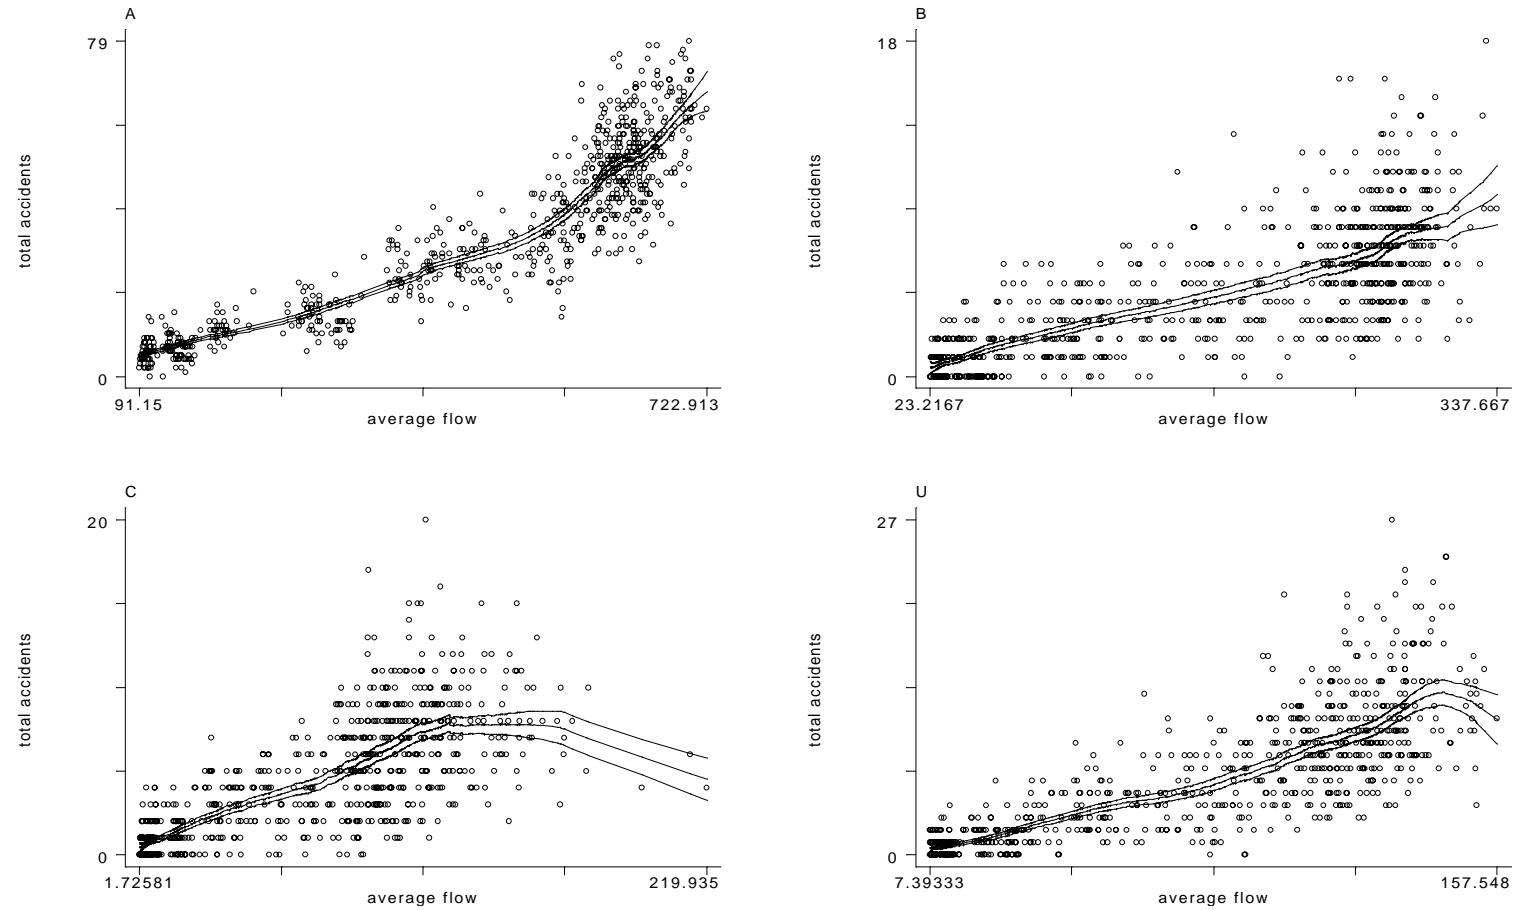 A
79
total accidents
0
91.15
722.913
average flow
B
18
total accidents
0
23.2167
337.667
average flow
C
20
total accidents
0
1.72581
219.935
average flow
U
27
total accidents
0
7.39333
157.548
average flow